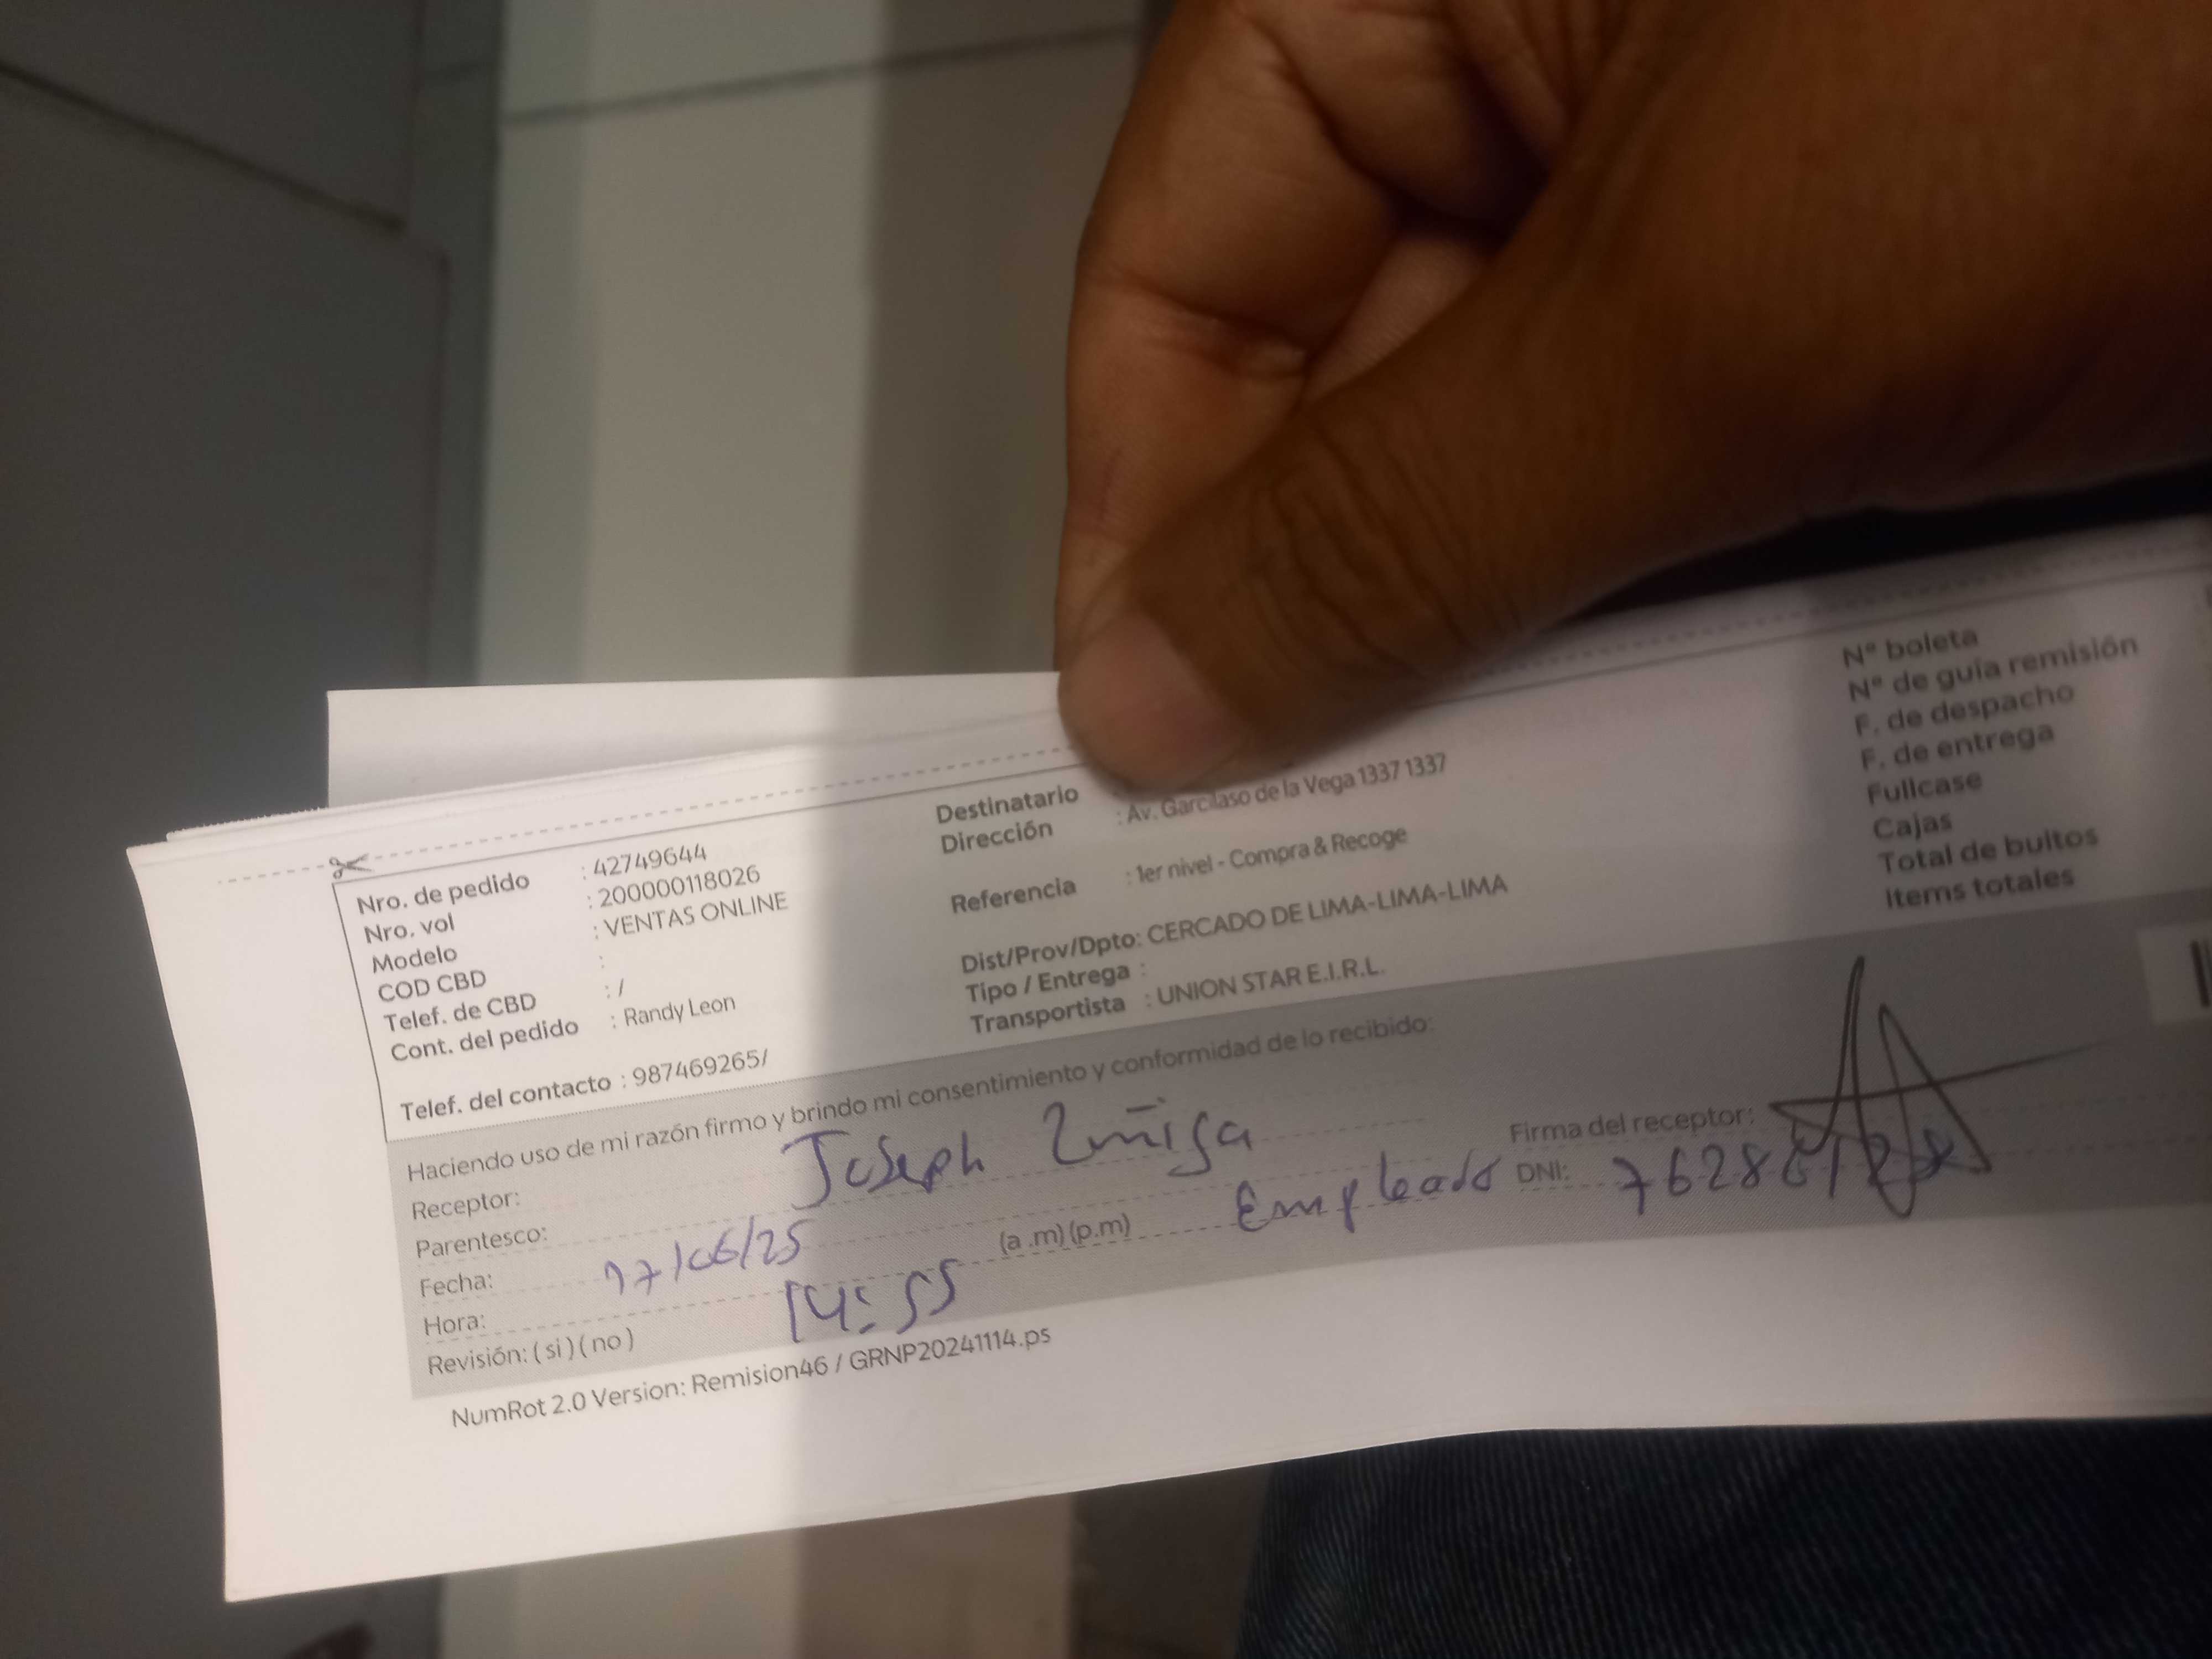 Nro. de pedido : 42749644
Nro. vol : 200000118026
Modelo : VENTAS ONLINE
COD CBD :
Telef. de CBD : /
Cont. del pedido : Randy Leon
Telef. del contacto : 987469265/
Destinatario
Dirección : Av. Garcilaso de la Vega 1337 1337
Referencia : 1er nivel - Compra & Recoge
Dist/Prov/Dpto: CERCADO DE LIMA-LIMA-LIMA
Tipo / Entrega :
Transportista : UNION STAR E.I.R.L.
N° boleta
N° de guía remisión
F. de despacho
F. de entrega
Fullcase
Cajas
Total de bultos
Items totales
Haciendo uso de mi razón firmo y brindo mi consentimiento y conformidad de lo recibido:
Receptor: Joseph Zuñiga Firma del receptor:
Parentesco: Empleado DNI:
Fecha: 17/06/25
Hora: 14:55 (a .m) (p.m)
Revisión: ( si ) ( no )
NumRot 2.0 Version: Remision46 / GRNP20241114.ps